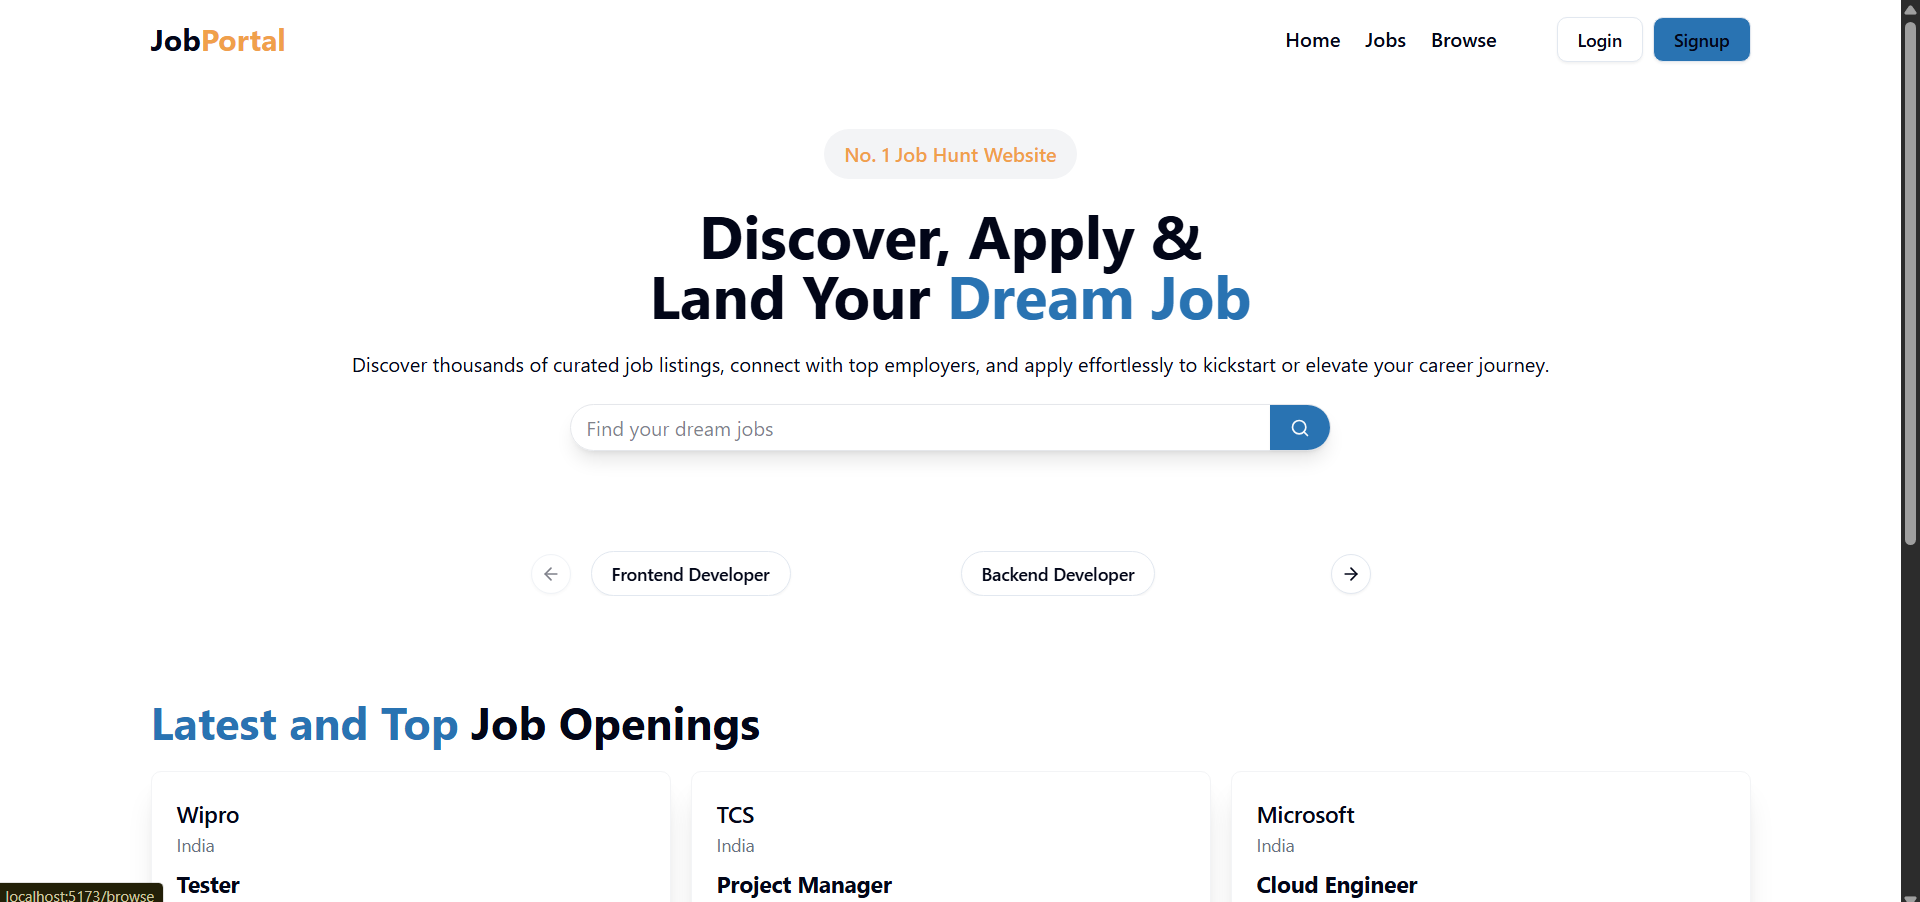 JobPortal
Home Jobs Browse Login Signup
No. 1 Job Hunt Website
Discover, Apply &
Land Your Dream Job
Discover thousands of curated job listings, connect with top employers, and apply effortlessly to kickstart or elevate your career journey.
Find your dream jobs
Frontend Developer Backend Developer
Latest and Top Job Openings
Wipro
India
Tester
TCS
India
Project Manager
Microsoft
India
Cloud Engineer
localhost:5173/browse